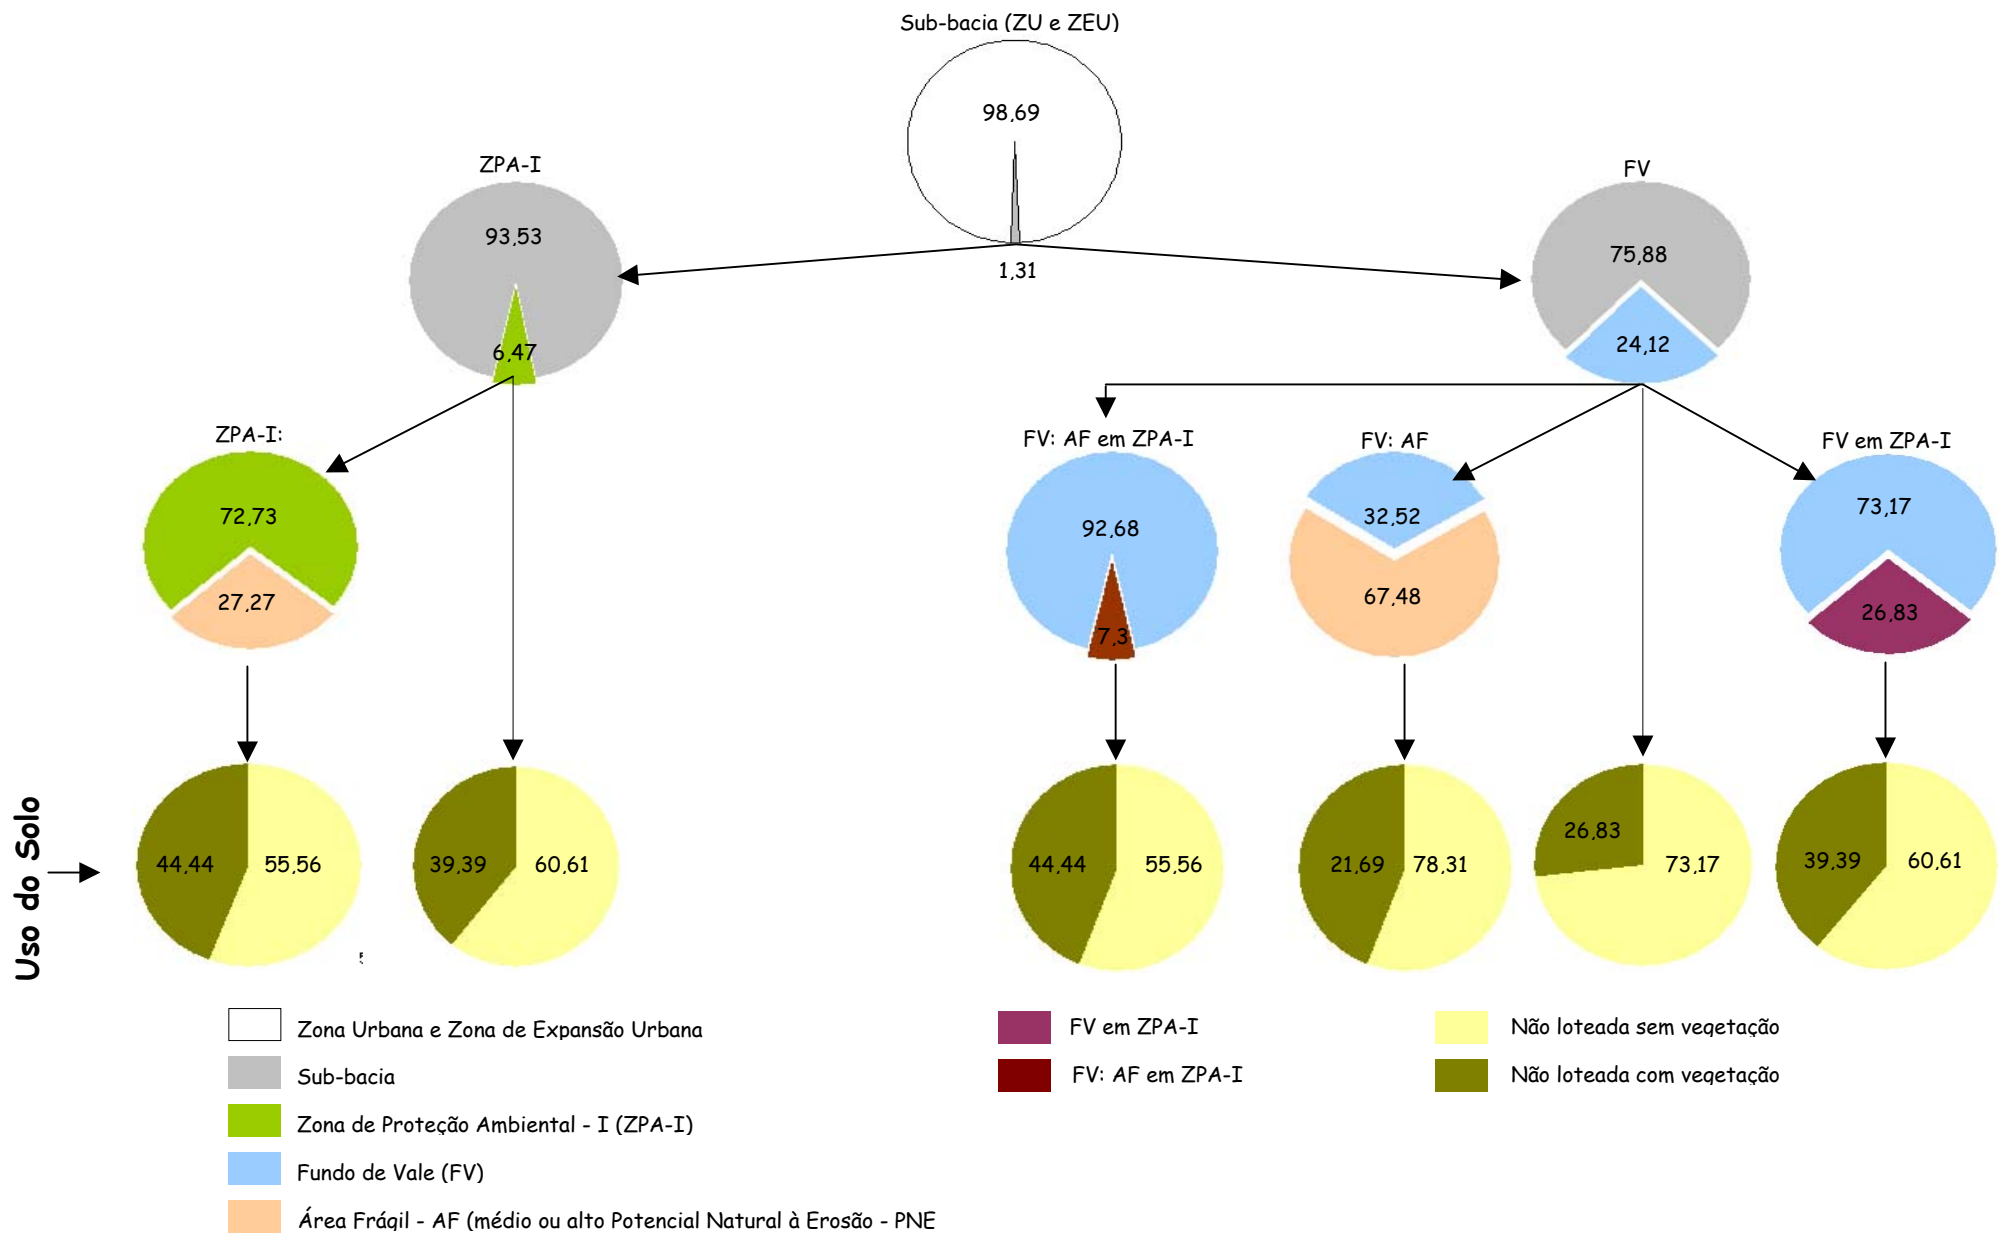 Sub-bacia (ZU e ZEU)
98,69
1,31
ZPA-I
93,53
6,47
FV
75,88
24,12
ZPA-I:
72,73
27,27
FV: AF em ZPA-I
92,68
7,3
FV: AF
32,52
67,48
FV em ZPA-I
73,17
26,83
Uso do Solo
44,44 55,56
39,39 60,61
44,44 55,56
21,69 78,31
26,83 73,17
39,39 60,61
Zona Urbana e Zona de Expansão Urbana
Sub-bacia
Zona de Proteção Ambiental - I (ZPA-I)
Fundo de Vale (FV)
Área Frágil - AF (médio ou alto Potencial Natural à Erosão - PNE
FV em ZPA-I
FV: AF em ZPA-I
Não loteada sem vegetação
Não loteada com vegetação